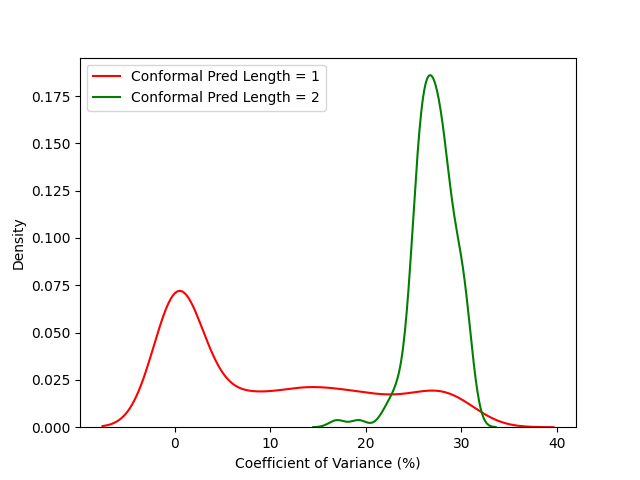 Conformal Pred Length = 1
Conformal Pred Length = 2
0.175
0.150
0.125
0.100
0.075
0.050
0.025
0.000
Density
0 10 20 30 40
Coefficient of Variance (%)